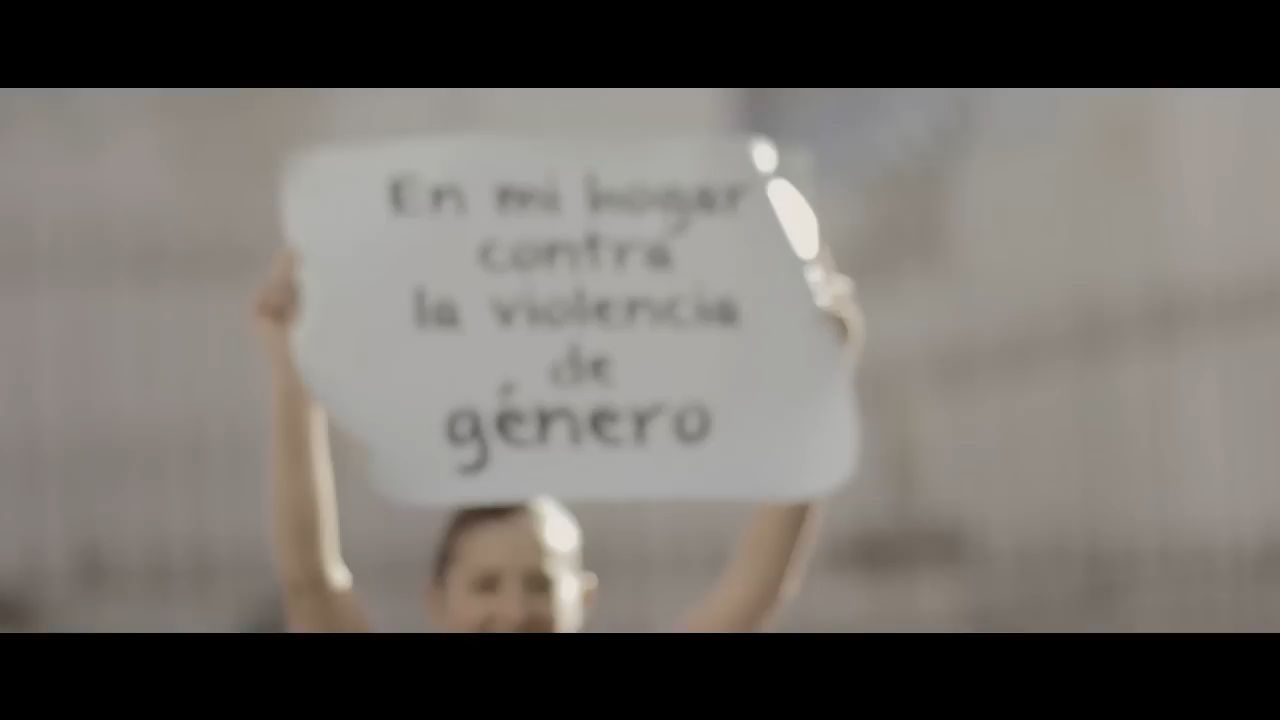 En mi hogar
contra
la violencia
de
género